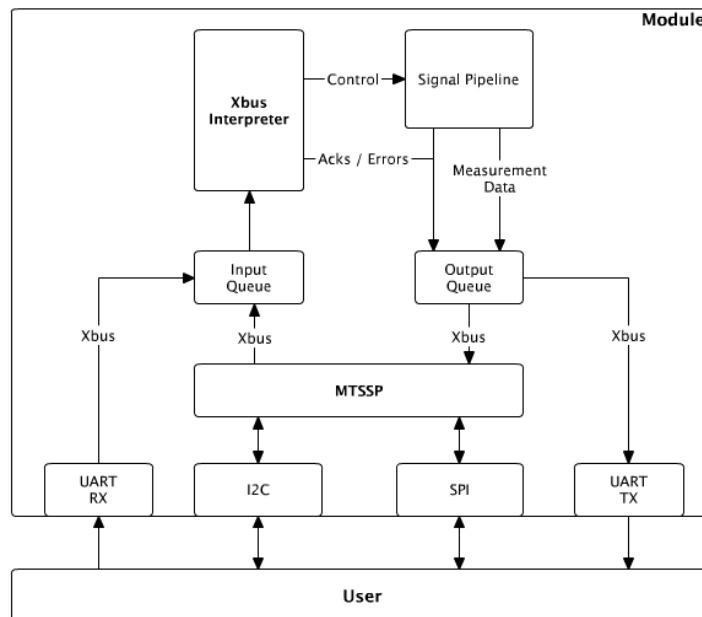 Module
Xbus
Interpreter
Control
Signal Pipeline
Acks / Errors
Measurement
Data
Input
Queue
Output
Queue
Xbus
Xbus
Xbus
Xbus
MTSSP
UART
RX
I2C
SPI
UART
TX
User